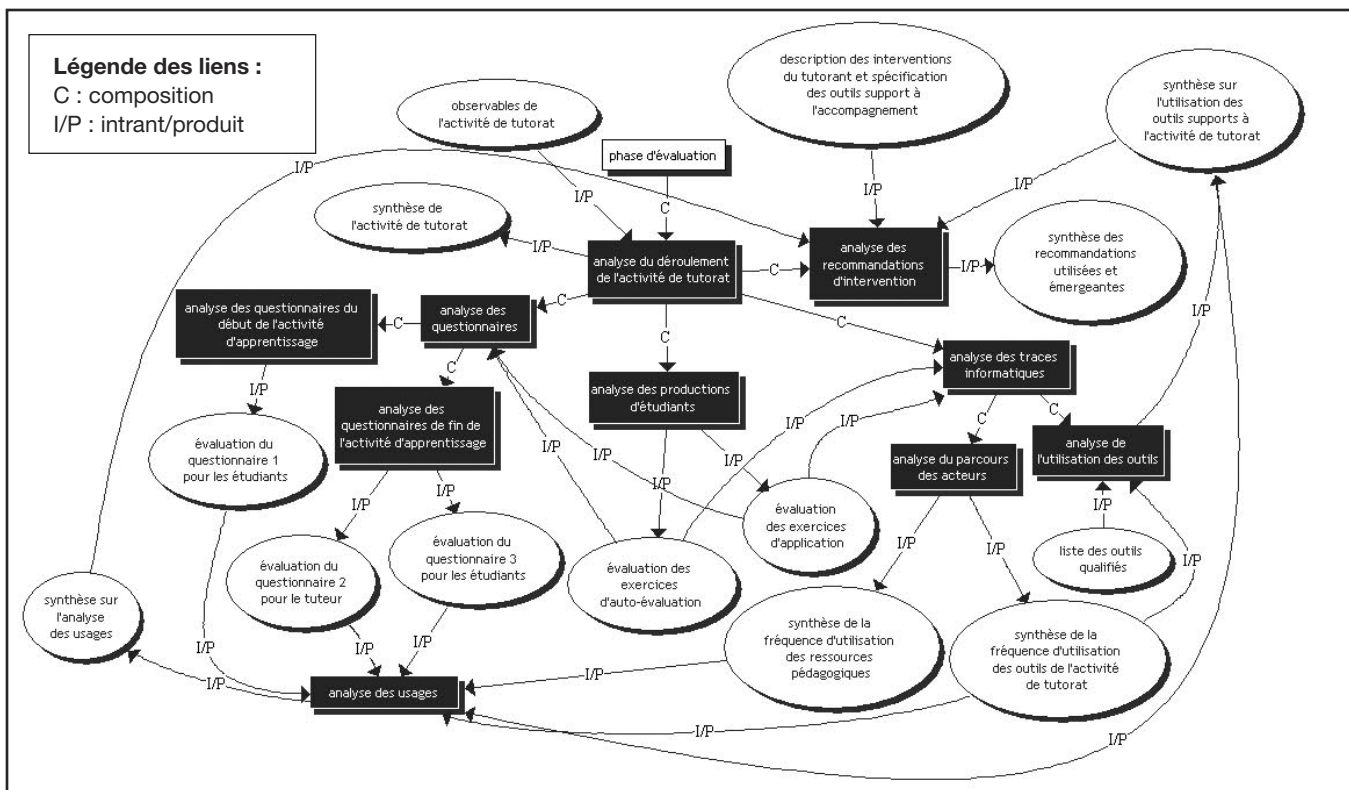 Légende des liens :
C : composition
I/P : intrant/produit
observables de
l'activité de tutorat
description des interventions
du tutorant et spécification
des outils support à
l'accompagnement
synthèse sur
l'utilisation des
outils supports à
l'activité de tutorat
phase d'évaluation
I/P
I/P
I/P
I/P
C
synthèse de
l'activité de tutorat
I/P
analyse du déroulement
de l'activité de tutorat
C
analyse des
recommandations
d'intervention
I/P
synthèse des
recommandations
utilisées et
émergeantes
analyse des questionnaires du
début de l'activité
d'apprentissage
C
analyse des
questionnaires
C
C
C
I/P
analyse des traces
informatiques
I/P
C
analyse des
questionnaires de fin de
l'activité d'apprentissage
analyse des productions
d'étudiants
I/P
I/P
C
C
analyse du parcours
des acteurs
analyse de
l'utilisation des outils
évaluation du
questionnaire 1
pour les étudiants
I/P
I/P
I/P
I/P
I/P
I/P
évaluation
des exercices
d'application
I/P
I/P
I/P
liste des outils
qualifiés
I/P
évaluation du
questionnaire 2
pour le tuteur
évaluation du
questionnaire 3
pour les étudiants
évaluation des
exercices
d'auto-évaluation
synthèse sur
l'analyse
des usages
I/P
I/P
I/P
synthèse de la
fréquence d'utilisation
des ressources
pédagogiques
synthèse de la
fréquence d'utilisation
des outils de l'activité
de tutorat
I/P
analyse des usages
I/P
I/P
I/P